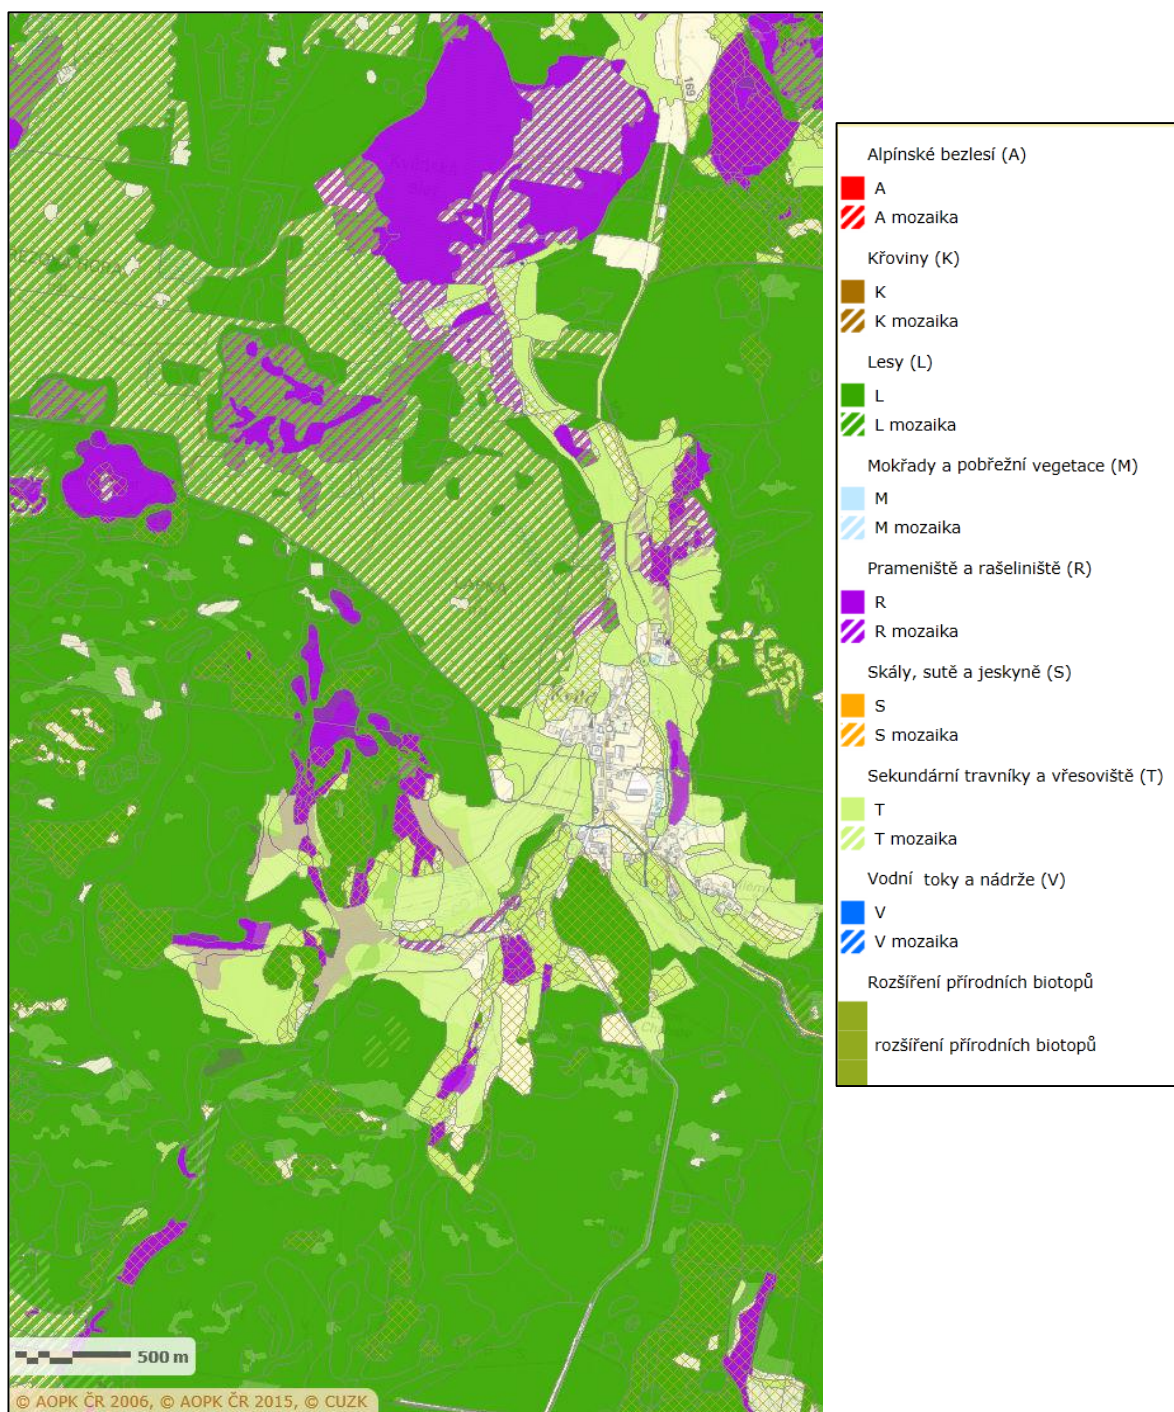 169
Kvilda
500 m
© AOPK ČR 2006, © AOPK ČR 2015, © CUZK
Alpínské bezlesí (A)
A
A mozaika
Křoviny (K)
K
K mozaika
Lesy (L)
L
L mozaika
Mokřady a pobřežní vegetace (M)
M
M mozaika
Prameniště a rašeliniště (R)
R
R mozaika
Skály, sutě a jeskyně (S)
S
S mozaika
Sekundární travníky a vřesoviště (T)
T
T mozaika
Vodní toky a nádrže (V)
V
V mozaika
Rozšíření přírodních biotopů
rozšíření přírodních biotopů